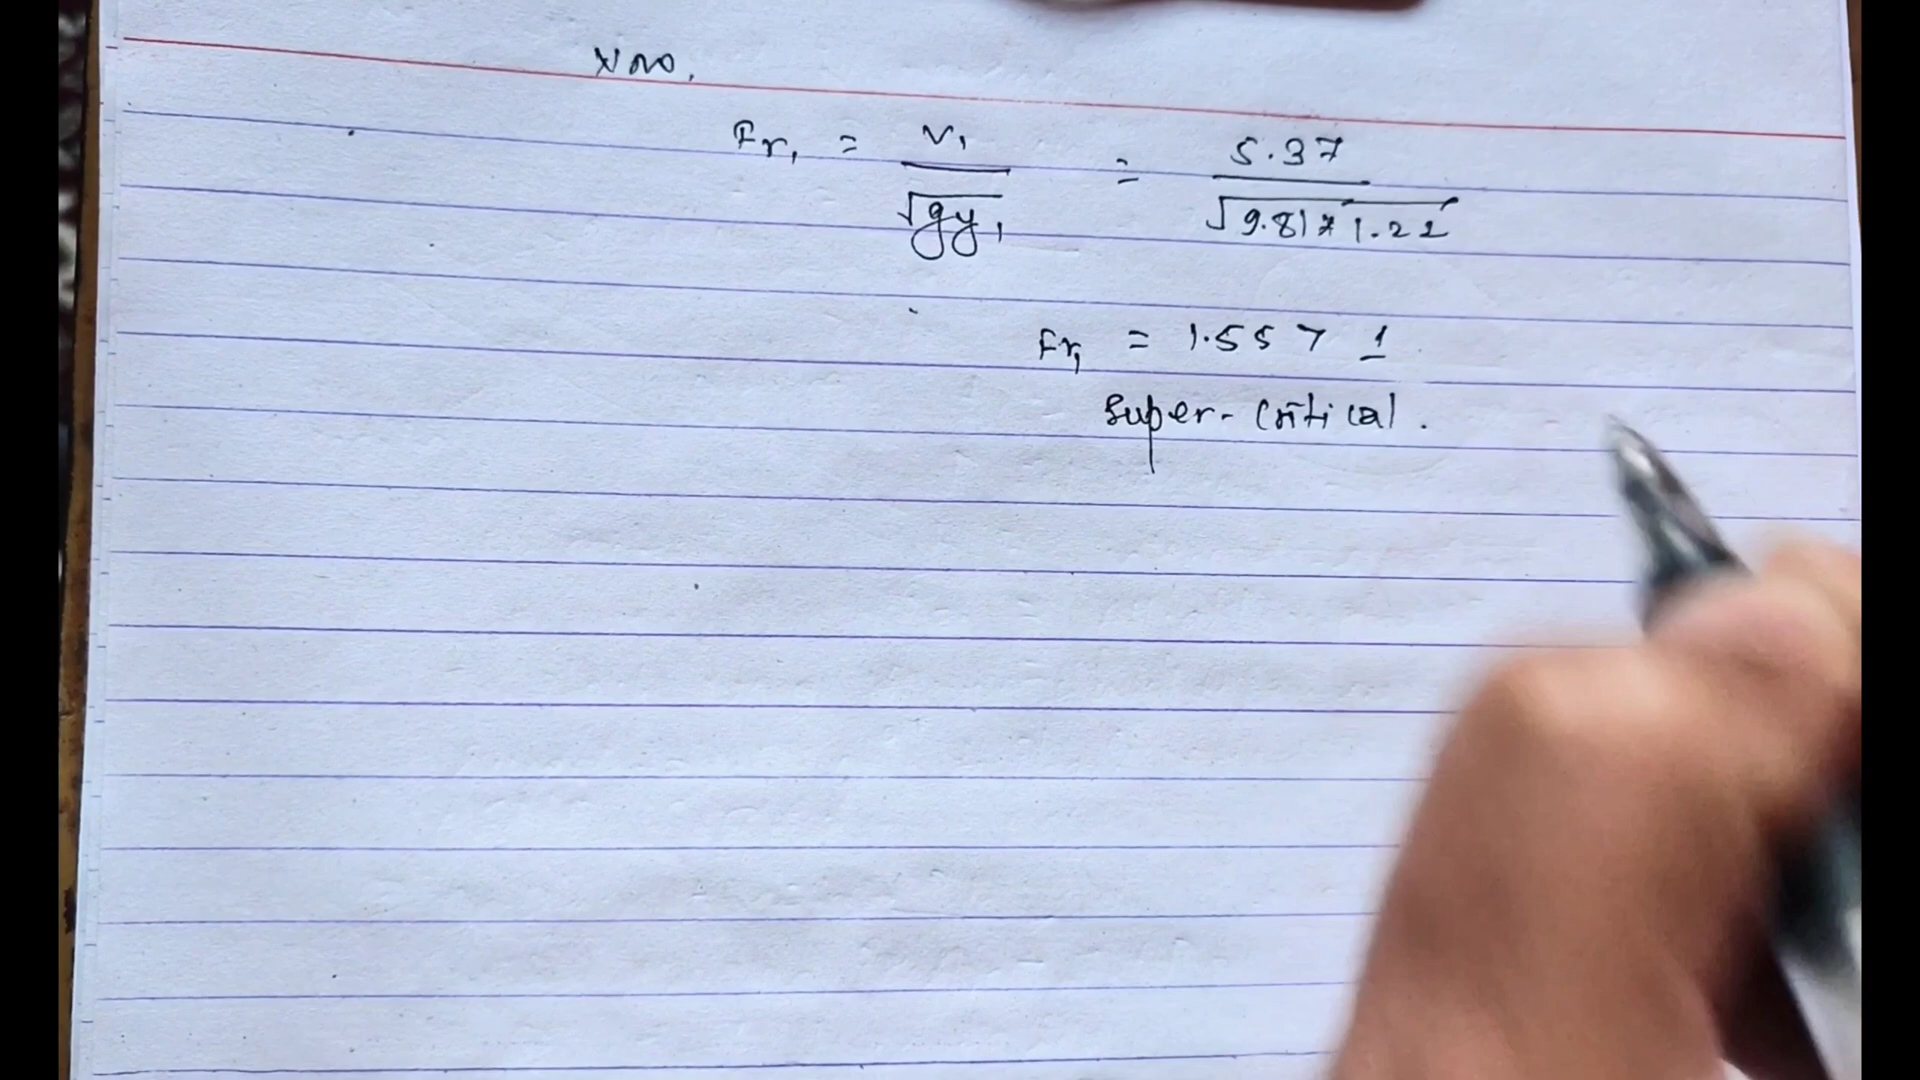 Now,
Fr₁ = V₁ / √gy₁ = 5.37 / √9.81*1.22
Fr₁ = 1.55 > 1
Super-critical.